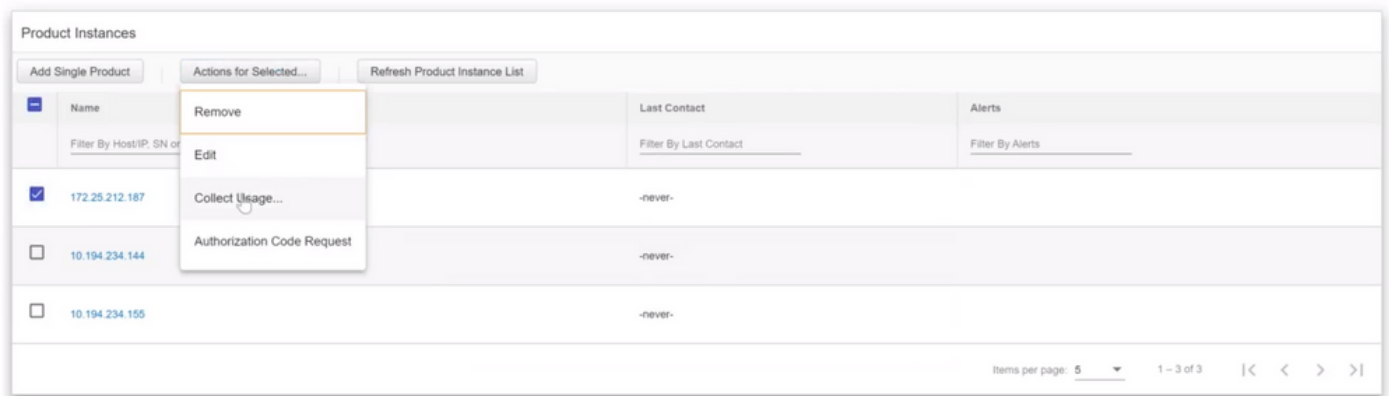 Product Instances
Add Single Product Actions for Selected... Refresh Product Instance List
Name Last Contact Alerts
Remove
Filter By Host/IP, SN or Filter By Last Contact Filter By Alerts
Edit
172.25.212.187 Collect Usage... -never-
Authorization Code Request
10.194.234.144 -never-
10.194.234.155 -never-
Items per page: 5 1 – 3 of 3